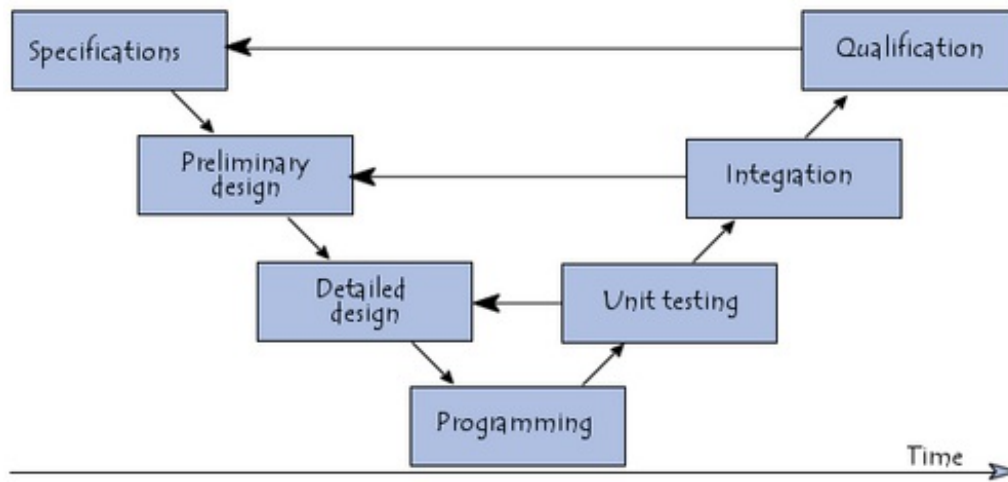 Specifications
Qualification
Preliminary
design
Integration
Detailed
design
Unit testing
Programming
Time